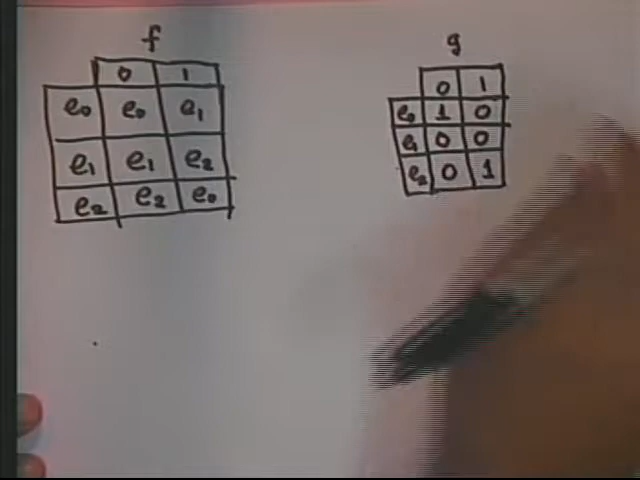 f
0 1
e₀ e₀ e₁
e₁ e₁ e₂
e₂ e₂ e₀
g
0 1
e₀ 1 0
e₁ 0 0
e₂ 0 1